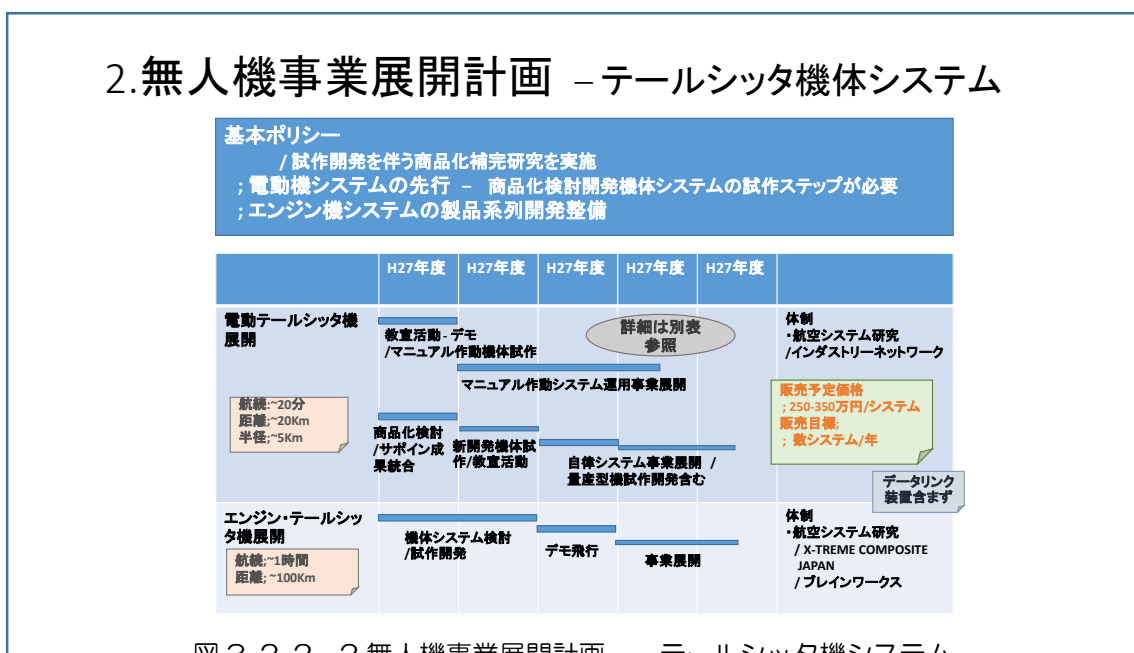 2.無人機事業展開計画 –テールシッタ機体システム
基本ポリシー
/試作開発を伴う商品化補完研究を実施
;電動機システムの先行 – 商品化検討開発機体システムの試作ステップが必要
;エンジン機システムの製品系列開発整備
H27年度 H27年度 H27年度 H27年度 H27年度
電動テールシッタ機
展開
教宣活動-デモ
/マニュアル作動機体試作
詳細は別表
参照
体制
・航空システム研究
/インダストリーネットワーク
マニュアル作動システム運用事業展開
航続:~20分
距離;~20Km
半径;~5Km
販売予定価格
;250-350万円/システム
販売目標;
;数システム/年
商品化検討
/サポイン成
果統合
新開発機体試
作/教宣活動
自律システム事業展開 /
量産型機試作開発含む
データリンク
装置含まず
エンジン・テールシッ
タ機展開
機体システム検討
/試作開発
デモ飛行
事業展開
体制
・航空システム研究
/ X-TREME COMPOSITE
JAPAN
/ブレインワークス
航続;~1時間
距離;~100Km